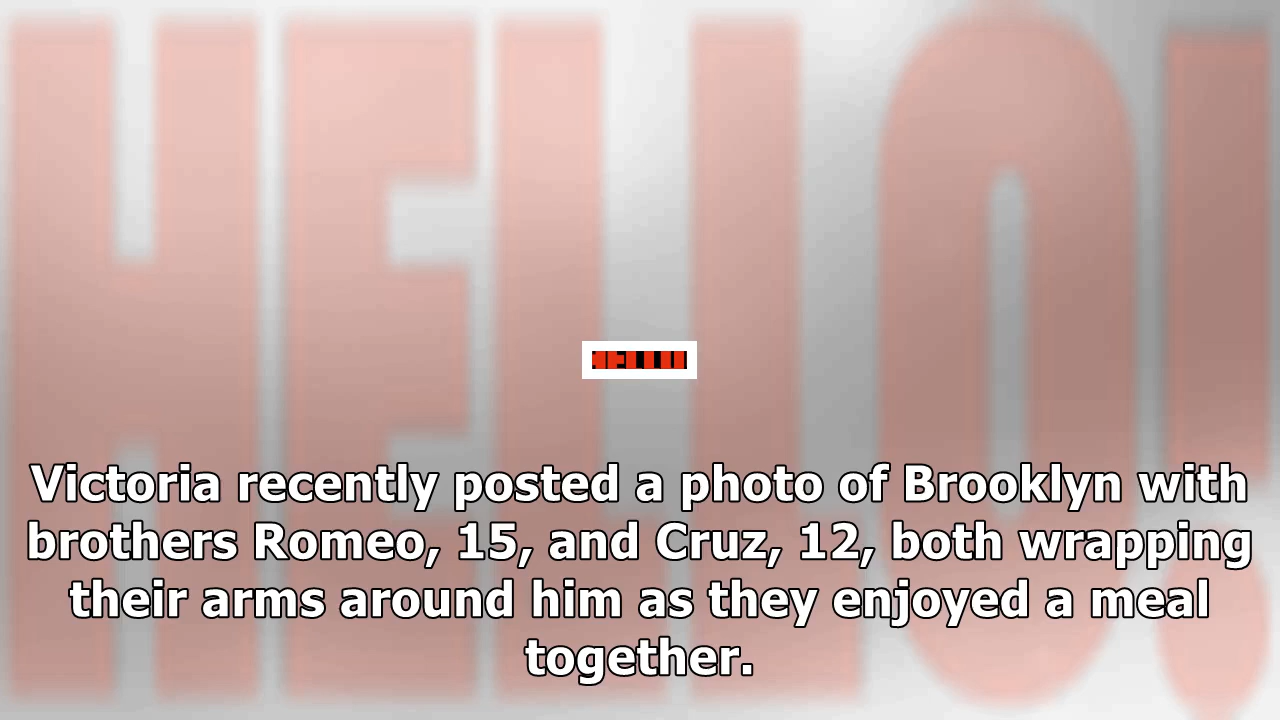 HELLO!
Victoria recently posted a photo of Brooklyn with
brothers Romeo, 15, and Cruz, 12, both wrapping
their arms around him as they enjoyed a meal
together.